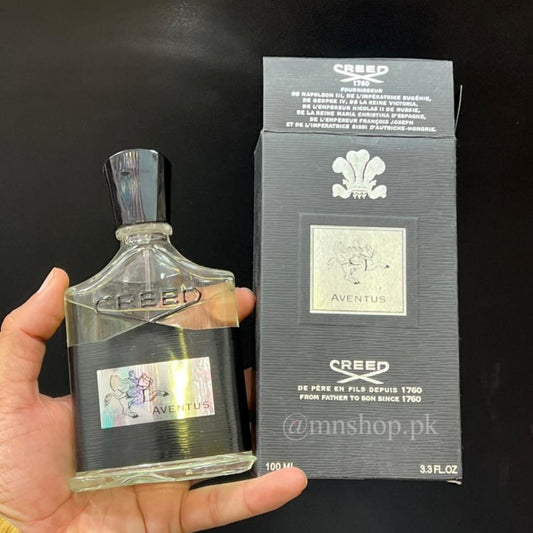 CREED
1760
FOURNISSEUR
DE NAPOLEON III, DE L'IMPÉRATRICE EUGÉNIE,
DE GEORGE IV, DE LA REINE VICTORIA,
DE L'EMPEREUR NICOLAS II DE RUSSIE,
DE LA REINE MARIA CHRISTINA D'ESPAGNE,
DE L'EMPEREUR FRANÇOIS JOSEPH
ET DE L'IMPERATRICE SISSI D'AUTRICHE-HONGRIE.
AVENTUS
CREED
DE PÈRE EN FILS DEPUIS 1760
FROM FATHER TO SON SINCE 1760
@mnshop.pk
100 ML 3.3 FL.OZ
CREED
AVENTUS